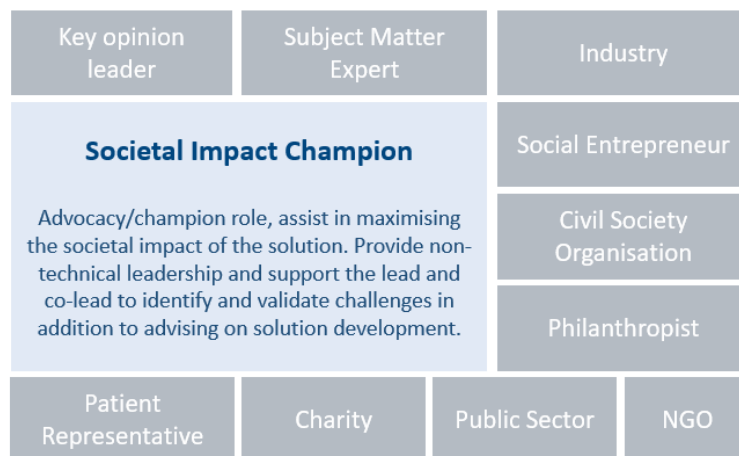 Key opinion
leader
Subject Matter
Expert
Industry
Societal Impact Champion
Advocacy/champion role, assist in maximising
the societal impact of the solution. Provide non-
technical leadership and support the lead and
co-lead to identify and validate challenges in
addition to advising on solution development.
Social Entrepreneur
Civil Society
Organisation
Philanthropist
Patient
Representative
Charity
Public Sector
NGO